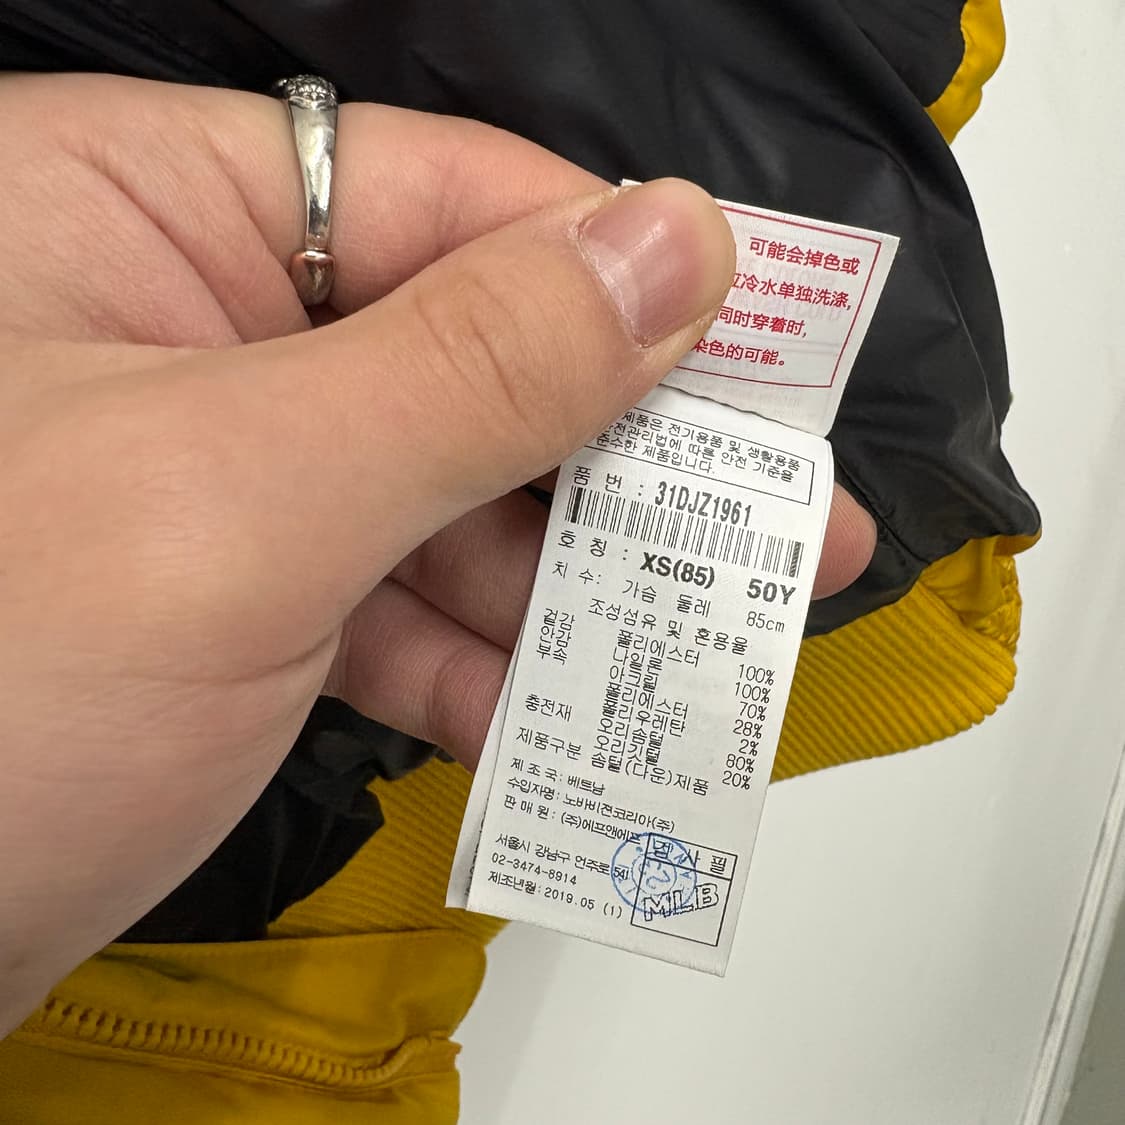 可能会掉色或
冷水单独洗涤,
同时穿着时,
染色的可能。
제품은 전기용품 및 생활용품
안전관리법에 따른 안전 기준을
준수한 제품입니다.
품 번 : 31DJZ1961
호 칭 : XS(85) 50Y
치 수 : 가슴 둘레 85cm
조성섬유 및 혼용율
겉감 폴리에스터 100%
안감 나일론 100%
부속 아크릴 70%
폴리에스터 28%
폴리우레탄 2%
충전재 오리솜털 80%
오리깃털 20%
제품구분 솜털(다운)제품
제 조 국 : 베트남
수입자명 : 노바비젼코리아(주)
판 매 원 : (주)에프앤에프
서울시 강남구 언주로 541
02-3474-8914
제조년월 : 2019.05 (1)
검 사 필
MLB